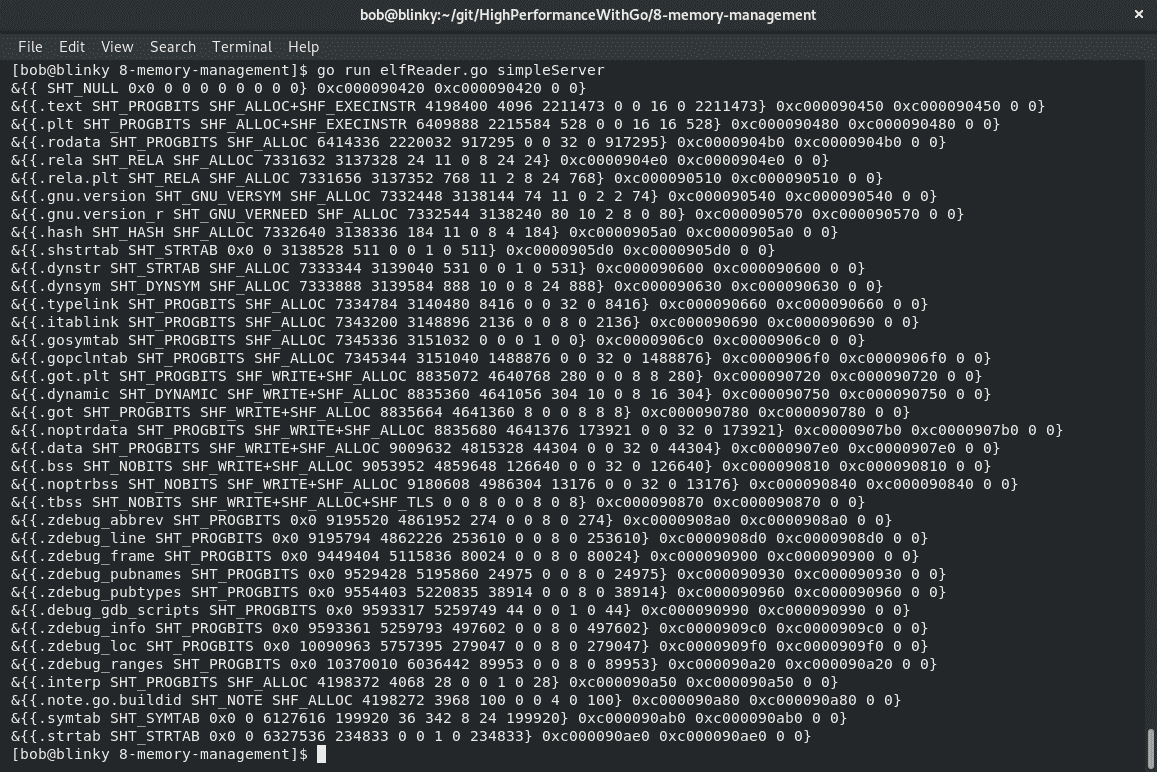 bob@blinky:~/git/HighPerformanceWithGo/8-memory-management
File Edit View Search Terminal Help
[bob@blinky 8-memory-management]$ go run elfReader.go simpleServer
&{{ SHT_NULL 0x0 0 0 0 0 0 0 0 0} 0xc000090420 0xc000090420 0 0}
&{{.text SHT_PROGBITS SHF_ALLOC+SHF_EXECINSTR 4198400 4096 2211473 0 0 16 0 2211473} 0xc000090450 0xc000090450 0 0}
&{{.plt SHT_PROGBITS SHF_ALLOC+SHF_EXECINSTR 6409888 2215584 528 0 0 16 16 528} 0xc000090480 0xc000090480 0 0}
&{{.rodata SHT_PROGBITS SHF_ALLOC 6414336 2220032 917295 0 0 32 0 917295} 0xc0000904b0 0xc0000904b0 0 0}
&{{.rela SHT_RELA SHF_ALLOC 7331632 3137328 24 11 0 8 24 24} 0xc0000904e0 0xc0000904e0 0 0}
&{{.rela.plt SHT_RELA SHF_ALLOC 7331656 3137352 768 11 2 8 24 768} 0xc000090510 0xc000090510 0 0}
&{{.gnu.version SHT_GNU_VERSYM SHF_ALLOC 7332448 3138144 74 11 0 2 2 74} 0xc000090540 0xc000090540 0 0}
&{{.gnu.version_r SHT_GNU_VERNEED SHF_ALLOC 7332544 3138240 80 10 2 8 0 80} 0xc000090570 0xc000090570 0 0}
&{{.hash SHT_HASH SHF_ALLOC 7332640 3138336 184 11 0 8 4 184} 0xc0000905a0 0xc0000905a0 0 0}
&{{.shstrtab SHT_STRTAB 0x0 0 3138528 511 0 0 1 0 511} 0xc0000905d0 0xc0000905d0 0 0}
&{{.dynstr SHT_STRTAB SHF_ALLOC 7333344 3139040 531 0 0 1 0 531} 0xc000090600 0xc000090600 0 0}
&{{.dynsym SHT_DYNSYM SHF_ALLOC 7333888 3139584 888 10 0 8 24 888} 0xc000090630 0xc000090630 0 0}
&{{.typelink SHT_PROGBITS SHF_ALLOC 7334784 3140480 8416 0 0 32 0 8416} 0xc000090660 0xc000090660 0 0}
&{{.itablink SHT_PROGBITS SHF_ALLOC 7343200 3148896 2136 0 0 8 0 2136} 0xc000090690 0xc000090690 0 0}
&{{.gosymtab SHT_PROGBITS SHF_ALLOC 7345336 3151032 0 0 0 1 0 0} 0xc0000906c0 0xc0000906c0 0 0}
&{{.gopclntab SHT_PROGBITS SHF_ALLOC 7345344 3151040 1488876 0 0 32 0 1488876} 0xc0000906f0 0xc0000906f0 0 0}
&{{.got.plt SHT_PROGBITS SHF_WRITE+SHF_ALLOC 8835072 4640768 280 0 0 8 8 280} 0xc000090720 0xc000090720 0 0}
&{{.dynamic SHT_DYNAMIC SHF_WRITE+SHF_ALLOC 8835360 4641056 304 10 0 8 16 304} 0xc000090750 0xc000090750 0 0}
&{{.got SHT_PROGBITS SHF_WRITE+SHF_ALLOC 8835664 4641360 8 0 0 8 8 8} 0xc000090780 0xc000090780 0 0}
&{{.noptrdata SHT_PROGBITS SHF_WRITE+SHF_ALLOC 8835680 4641376 173921 0 0 32 0 173921} 0xc0000907b0 0xc0000907b0 0 0}
&{{.data SHT_PROGBITS SHF_WRITE+SHF_ALLOC 9009632 4815328 44304 0 0 32 0 44304} 0xc0000907e0 0xc0000907e0 0 0}
&{{.bss SHT_NOBITS SHF_WRITE+SHF_ALLOC 9053952 4859648 126640 0 0 32 0 126640} 0xc000090810 0xc000090810 0 0}
&{{.noptrbss SHT_NOBITS SHF_WRITE+SHF_ALLOC 9180608 4986304 13176 0 0 32 0 13176} 0xc000090840 0xc000090840 0 0}
&{{.tbss SHT_NOBITS SHF_WRITE+SHF_ALLOC+SHF_TLS 0 0 8 0 0 8 0 8} 0xc000090870 0xc000090870 0 0}
&{{.zdebug_abbrev SHT_PROGBITS 0x0 9195520 4861952 274 0 0 8 0 274} 0xc0000908a0 0xc0000908a0 0 0}
&{{.zdebug_line SHT_PROGBITS 0x0 9195794 4862226 253610 0 0 8 0 253610} 0xc0000908d0 0xc0000908d0 0 0}
&{{.zdebug_frame SHT_PROGBITS 0x0 9449404 5115836 80024 0 0 8 0 80024} 0xc000090900 0xc000090900 0 0}
&{{.zdebug_pubnames SHT_PROGBITS 0x0 9529428 5195860 24975 0 0 8 0 24975} 0xc000090930 0xc000090930 0 0}
&{{.zdebug_pubtypes SHT_PROGBITS 0x0 9554403 5220835 38914 0 0 8 0 38914} 0xc000090960 0xc000090960 0 0}
&{{.debug_gdb_scripts SHT_PROGBITS 0x0 9593317 5259749 44 0 0 1 0 44} 0xc000090990 0xc000090990 0 0}
&{{.zdebug_info SHT_PROGBITS 0x0 9593361 5259793 497602 0 0 8 0 497602} 0xc0000909c0 0xc0000909c0 0 0}
&{{.zdebug_loc SHT_PROGBITS 0x0 10090963 5757395 279047 0 0 8 0 279047} 0xc0000909f0 0xc0000909f0 0 0}
&{{.zdebug_ranges SHT_PROGBITS 0x0 10370010 6036442 89953 0 0 8 0 89953} 0xc000090a20 0xc000090a20 0 0}
&{{.interp SHT_PROGBITS SHF_ALLOC 4198372 4068 28 0 0 1 0 28} 0xc000090a50 0xc000090a50 0 0}
&{{.note.go.buildid SHT_NOTE SHF_ALLOC 4198272 3968 100 0 0 4 0 100} 0xc000090a80 0xc000090a80 0 0}
&{{.symtab SHT_SYMTAB 0x0 0 6127616 199920 36 342 8 24 199920} 0xc000090ab0 0xc000090ab0 0 0}
&{{.strtab SHT_STRTAB 0x0 0 6327536 234833 0 0 1 0 234833} 0xc000090ae0 0xc000090ae0 0 0}
[bob@blinky 8-memory-management]$